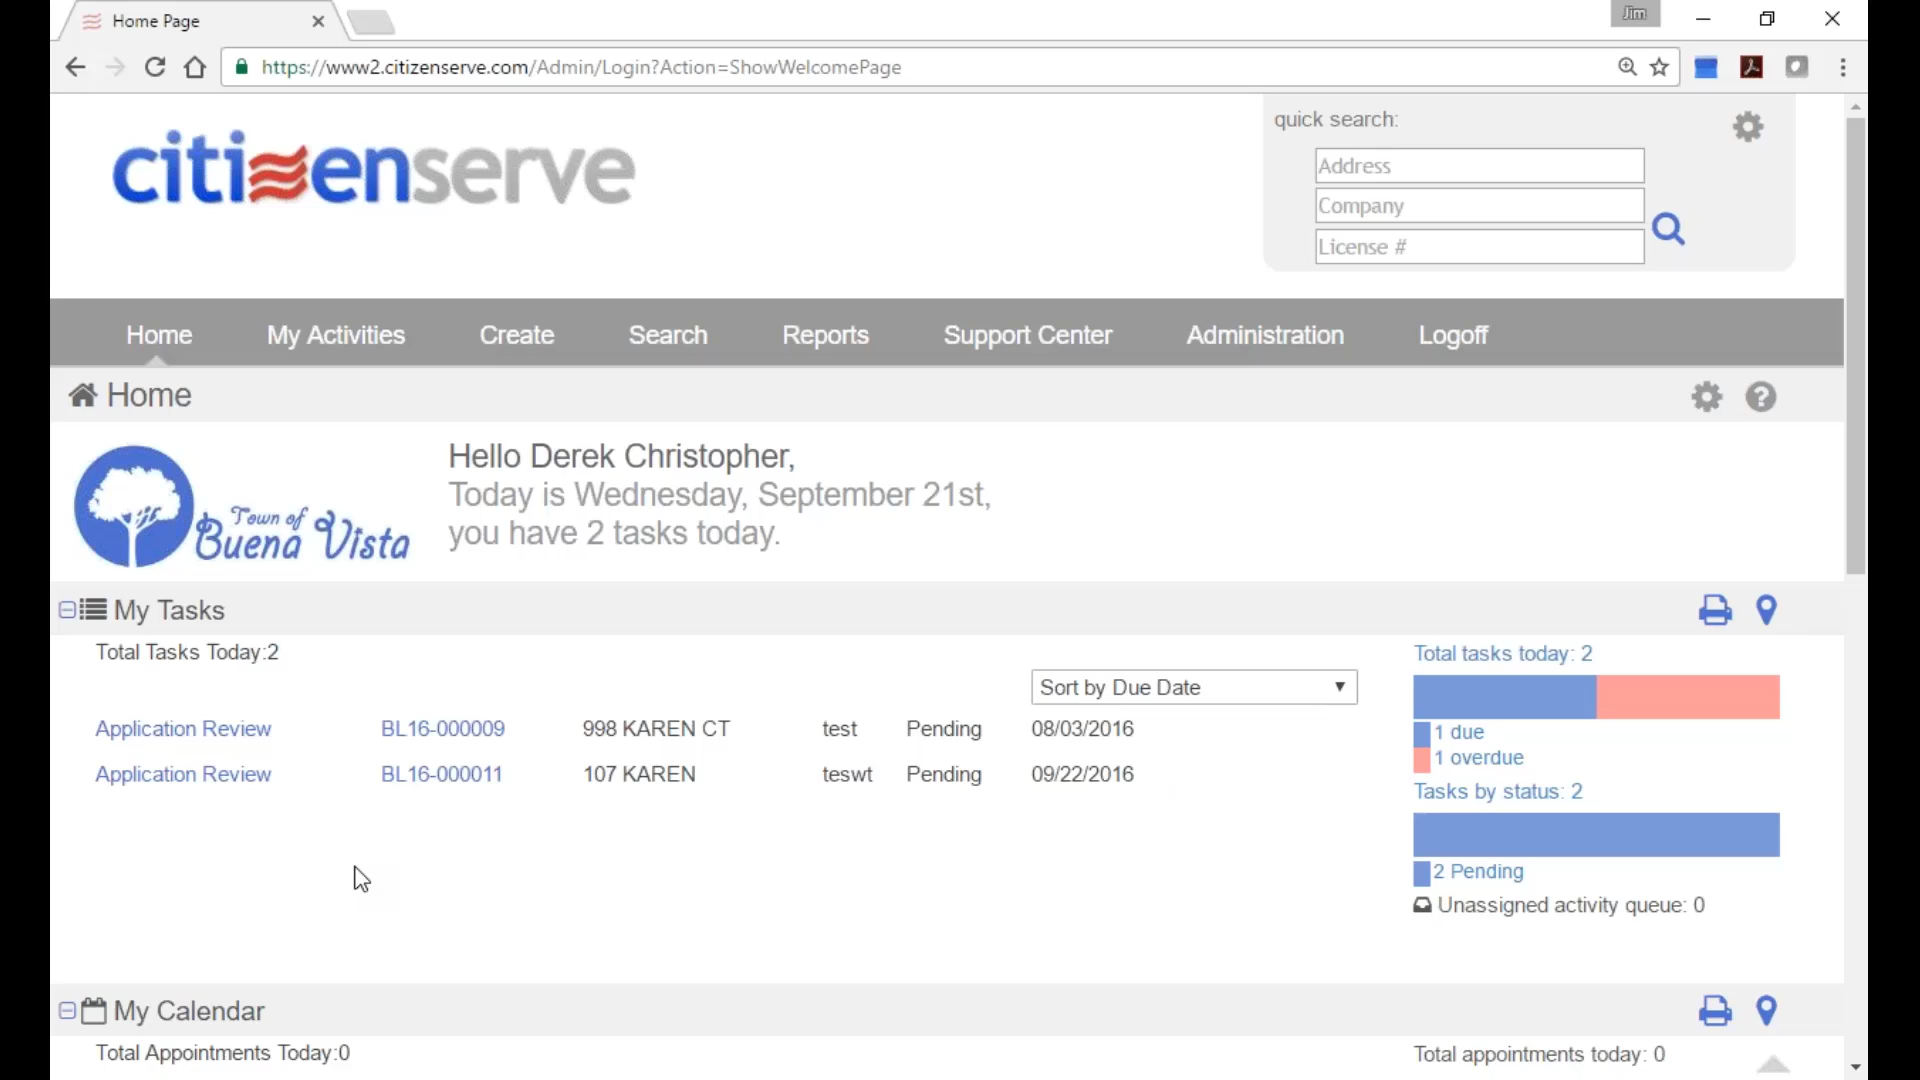 Home Page
Jim
https://www2.citizenserve.com/Admin/Login?Action=ShowWelcomePage
citizenserve
quick search:
Address
Company
License #
Home My Activities Create Search Reports Support Center Administration Logoff
Home
Town of
Buena Vista
Hello Derek Christopher,
Today is Wednesday, September 21st,
you have 2 tasks today.
My Tasks
Total Tasks Today:2
Sort by Due Date
Application Review BL16-000009 998 KAREN CT test Pending 08/03/2016
Application Review BL16-000011 107 KAREN teswt Pending 09/22/2016
Total tasks today: 2
1 due
1 overdue
Tasks by status: 2
2 Pending
Unassigned activity queue: 0
My Calendar
Total Appointments Today:0
Total appointments today: 0